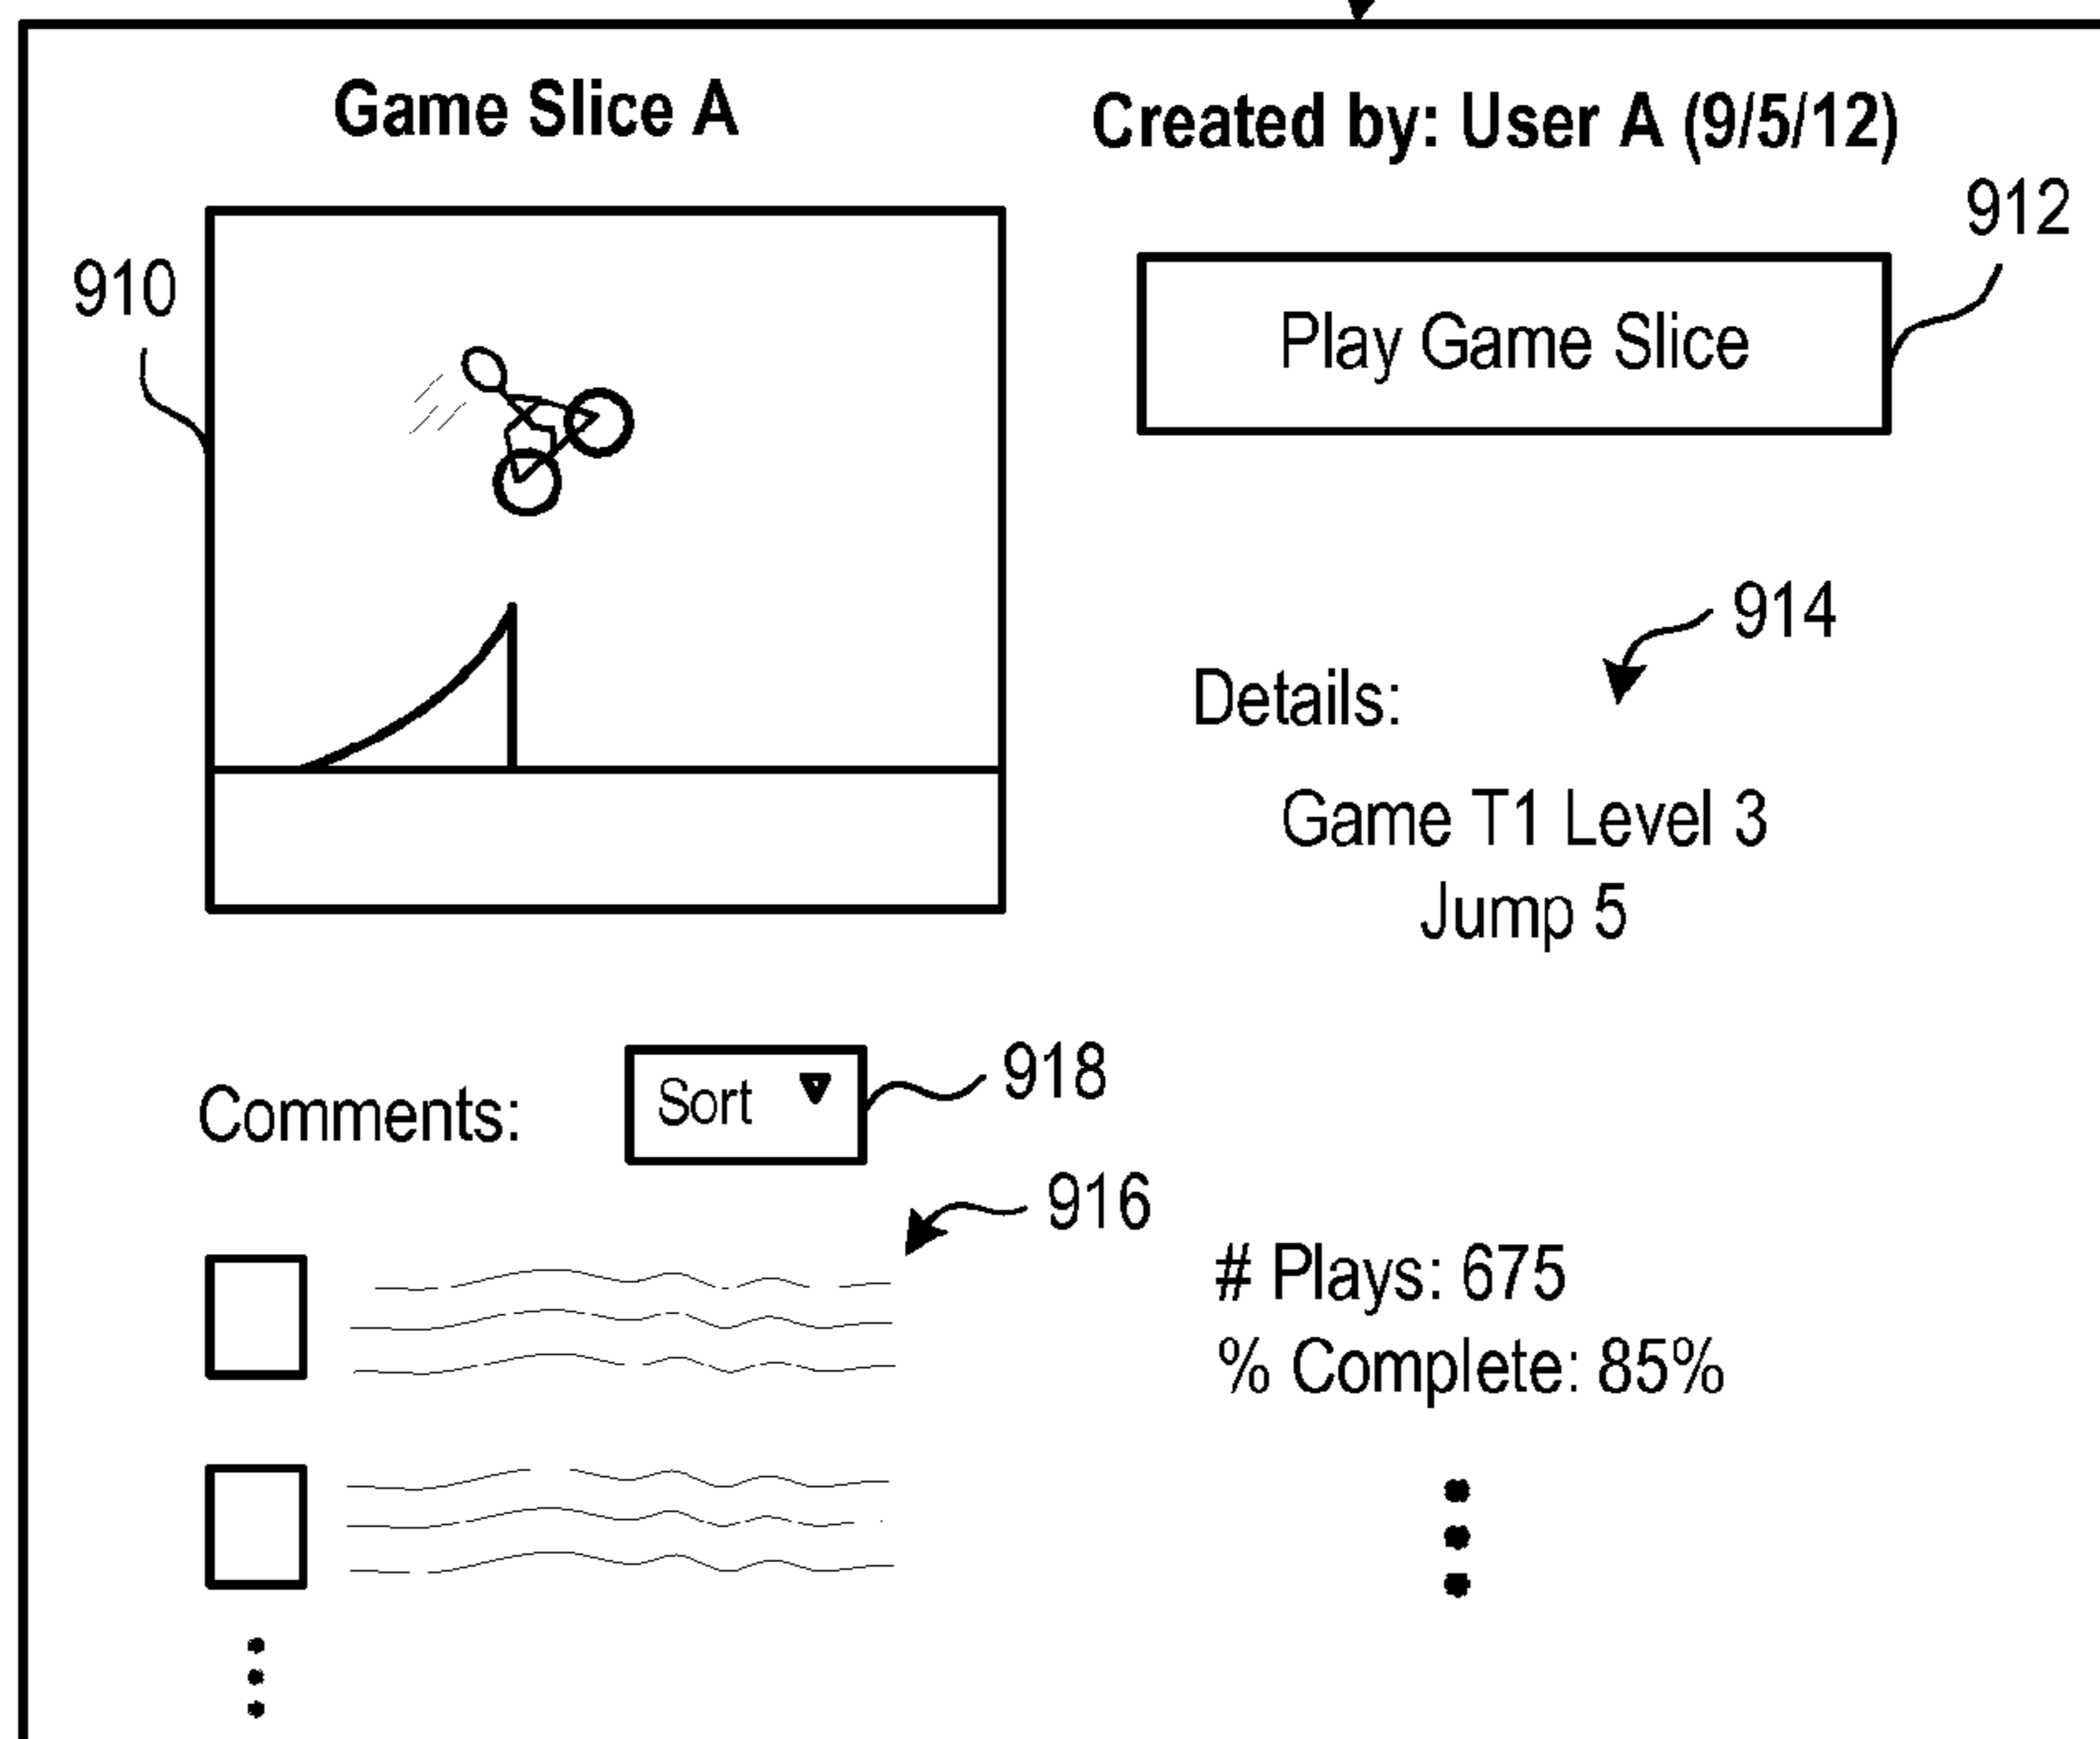 Game Slice A
Created by: User A (9/5/12)
912
910
Play Game Slice
914
Details:
Game T1 Level 3
Jump 5
918
Comments:
Sort
916
# Plays: 675
% Complete: 85%